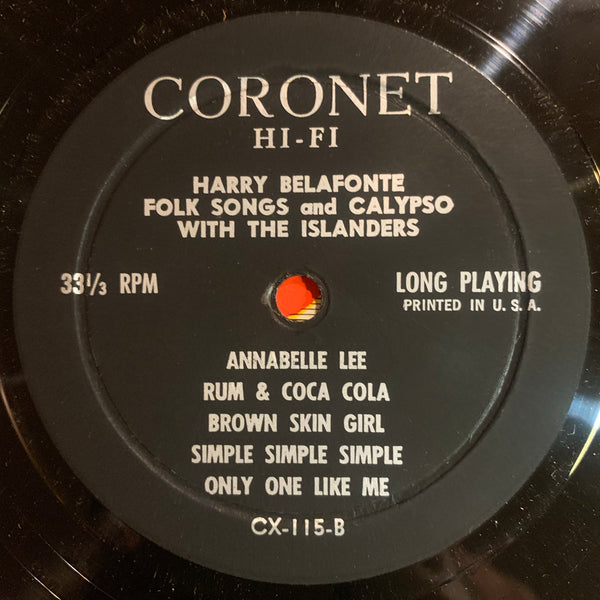 CORONET
HI-FI
HARRY BELAFONTE
FOLK SONGS and CALYPSO
WITH THE ISLANDERS
33⅓ RPM
LONG PLAYING
PRINTED IN U. S. A.
ANNABELLE LEE
RUM & COCA COLA
BROWN SKIN GIRL
SIMPLE SIMPLE SIMPLE
ONLY ONE LIKE ME
CX-115-B